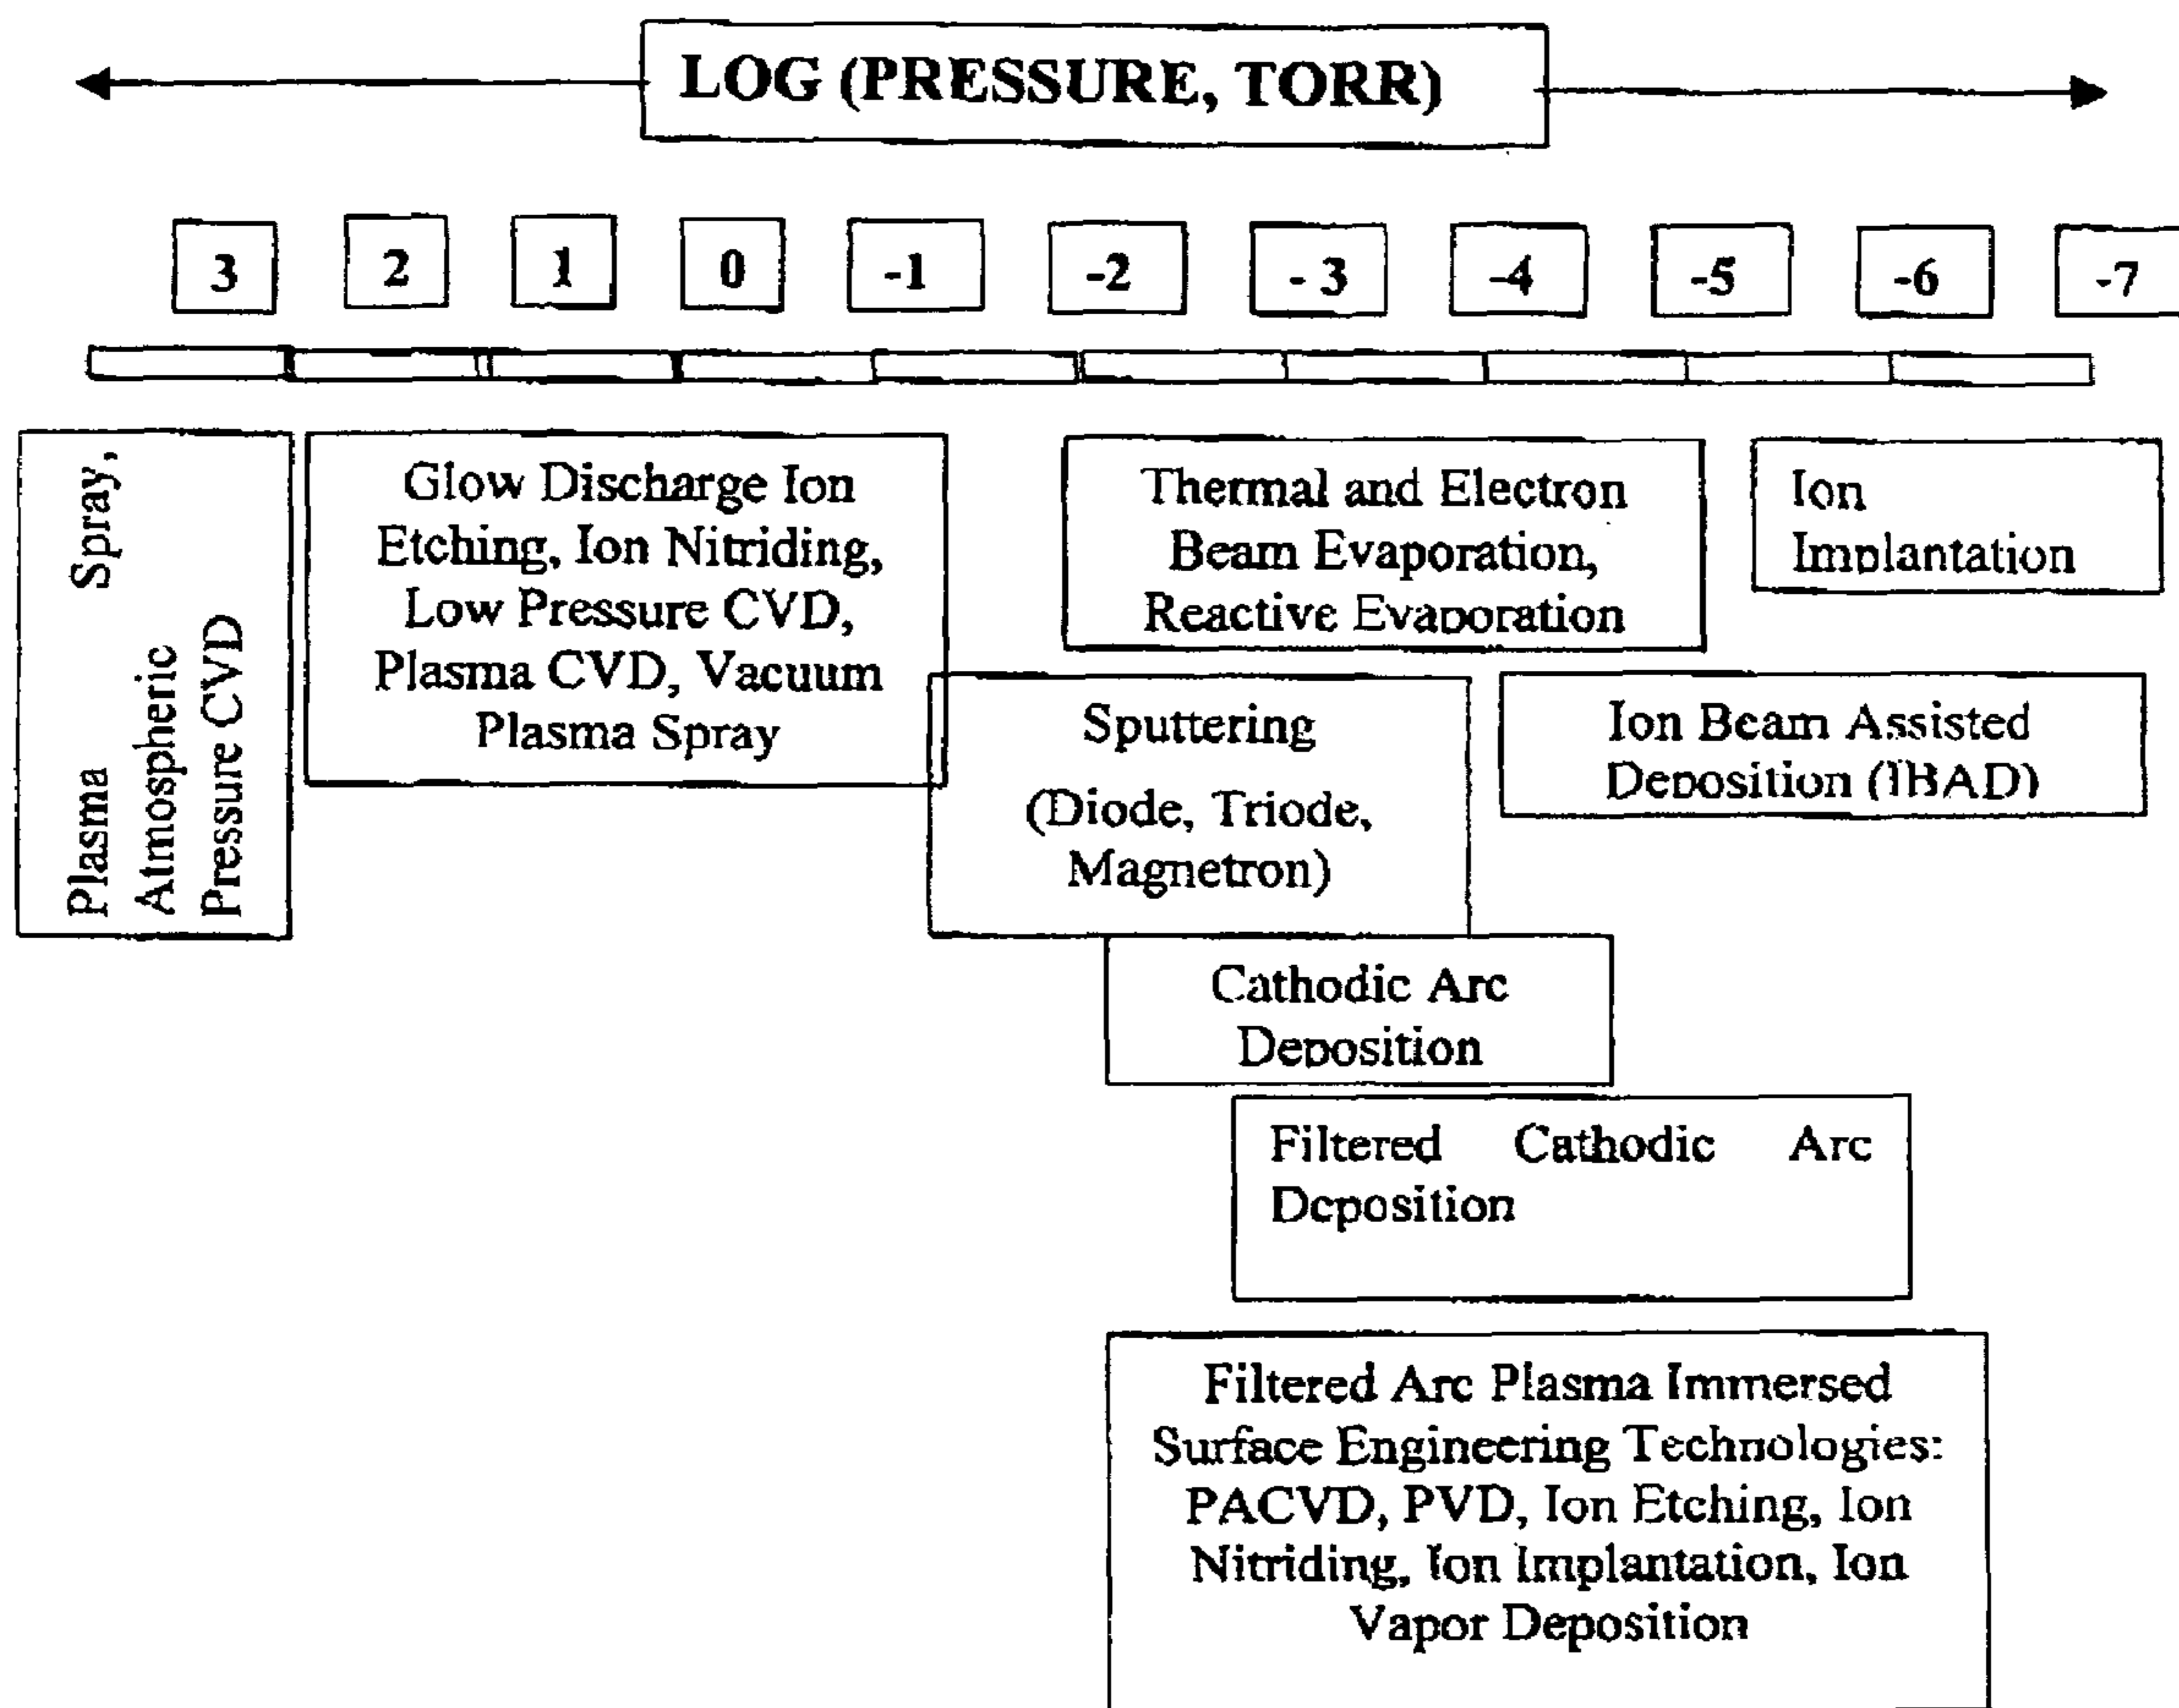 LOG (PRESSURE, TORR)
3 2 1 0 -1 -2 - 3 -4 -5 -6 -7
Plasma Spray,
Atmospheric
Pressure CVD
Glow Discharge Ion
Etching, Ion Nitriding,
Low Pressure CVD,
Plasma CVD, Vacuum
Plasma Spray
Thermal and Electron
Beam Evaporation,
Reactive Evaporation
Ion
Implantation
Sputtering
(Diode, Triode,
Magnetron)
Ion Beam Assisted
Deposition (IBAD)
Cathodic Arc
Deposition
Filtered Cathodic Arc
Deposition
Filtered Arc Plasma Immersed
Surface Engineering Technologies:
PACVD, PVD, Ion Etching, Ion
Nitriding, Ion Implantation, Ion
Vapor Deposition